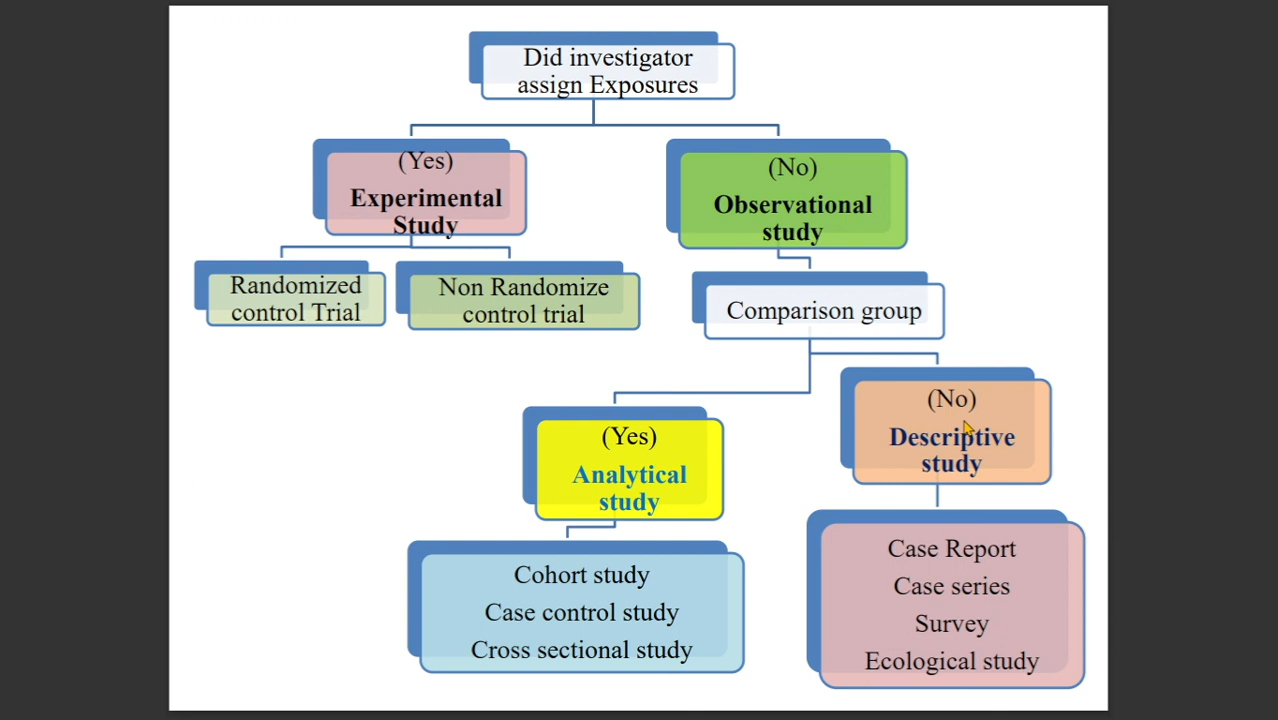 Did investigator
assign Exposures
(Yes)
Experimental
Study
(No)
Observational
study
Randomized
control Trial
Non Randomize
control trial
Comparison group
(Yes)
Analytical
study
(No)
Descriptive
study
Cohort study
Case control study
Cross sectional study
Case Report
Case series
Survey
Ecological study